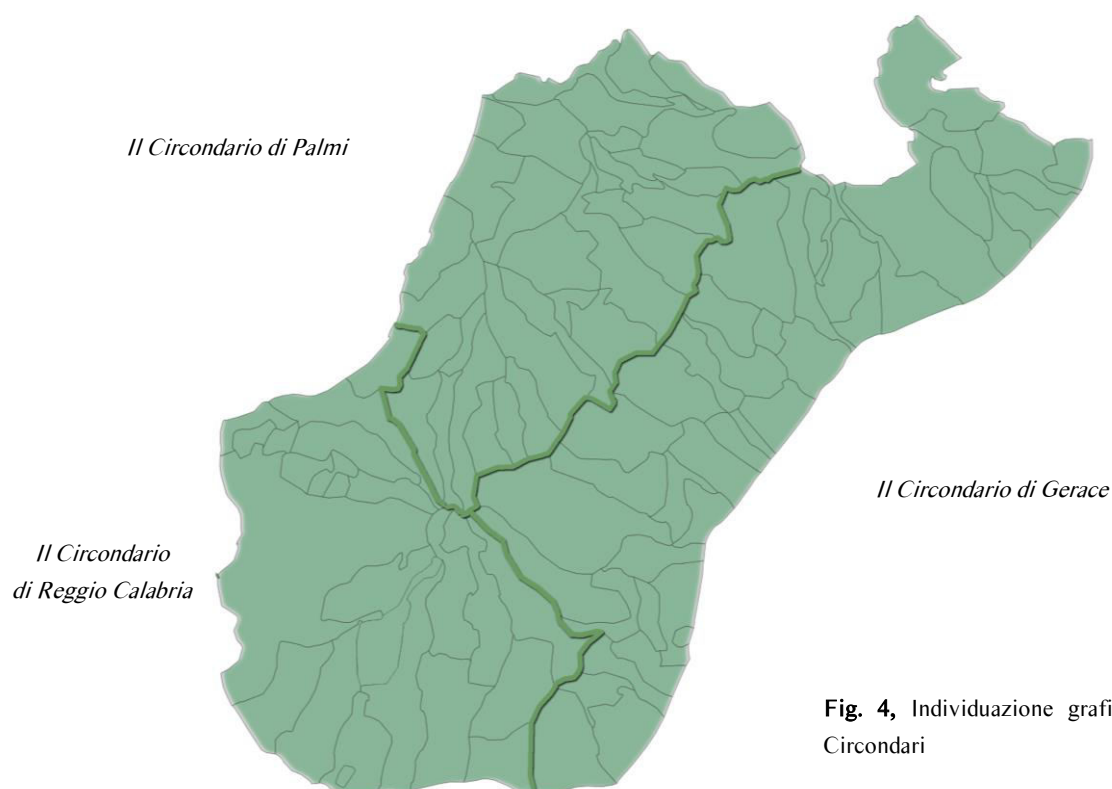 Il Circondario di Palmi
Il Circondario di Gerace
Il Circondario
di Reggio Calabria
Fig. 4, Individuazione grafi
Circondari